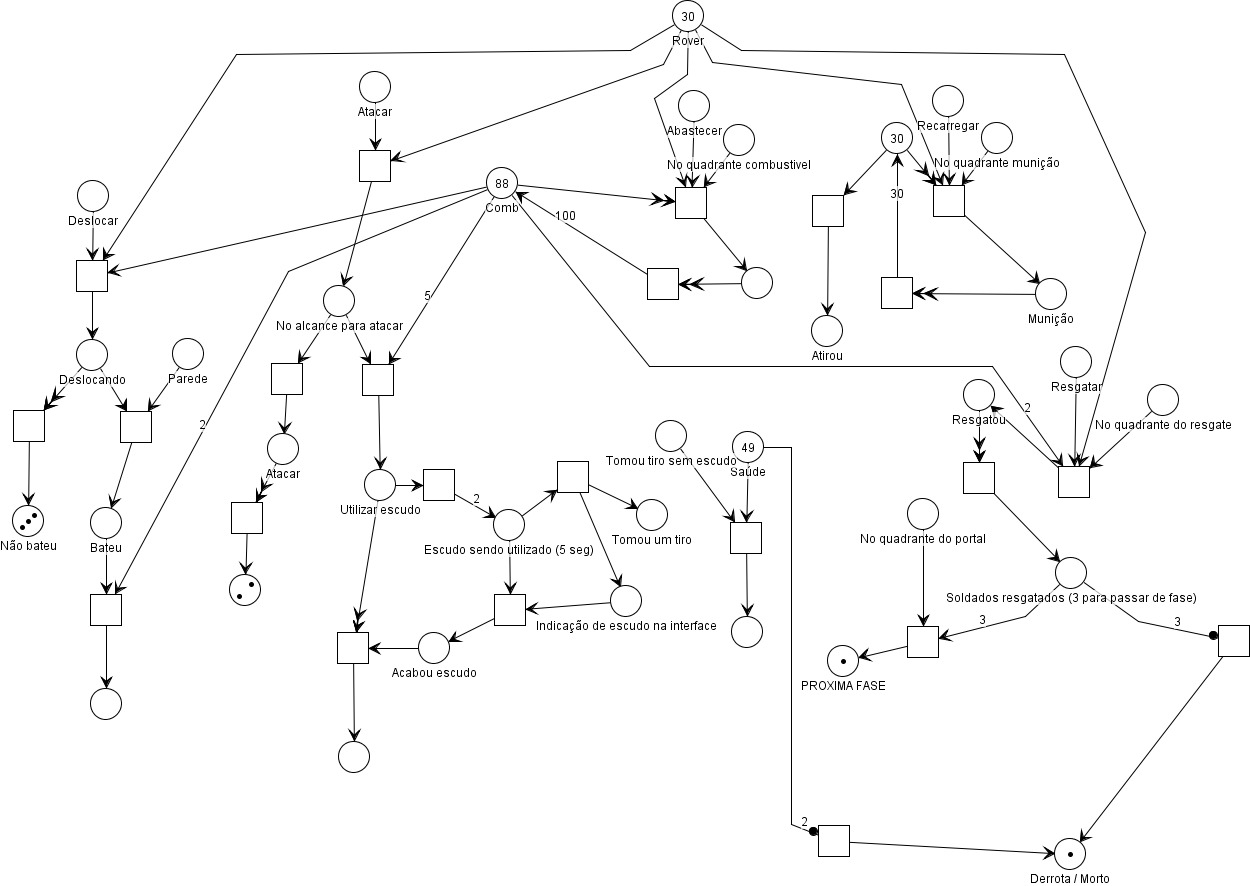 30
Rover
Atacar
Abastecer
No quadrante combustivel
Recarregar
30
No quadrante munição
88
Comb
Deslocar
30
100
5
No alcance para atacar
Munição
Atirou
Deslocando
Parede
Resgatar
2
Resgatou
No quadrante do resgate
2
Atacar
Tomou tiro sem escudo
49
Saúde
2
Utilizar escudo
Tomou um tiro
Escudo sendo utilizado (5 seg)
No quadrante do portal
Não bateu
Bateu
Soldados resgatados (3 para passar de fase)
3
3
Indicação de escudo na interface
Acabou escudo
PROXIMA FASE
2
Derrota / Morto